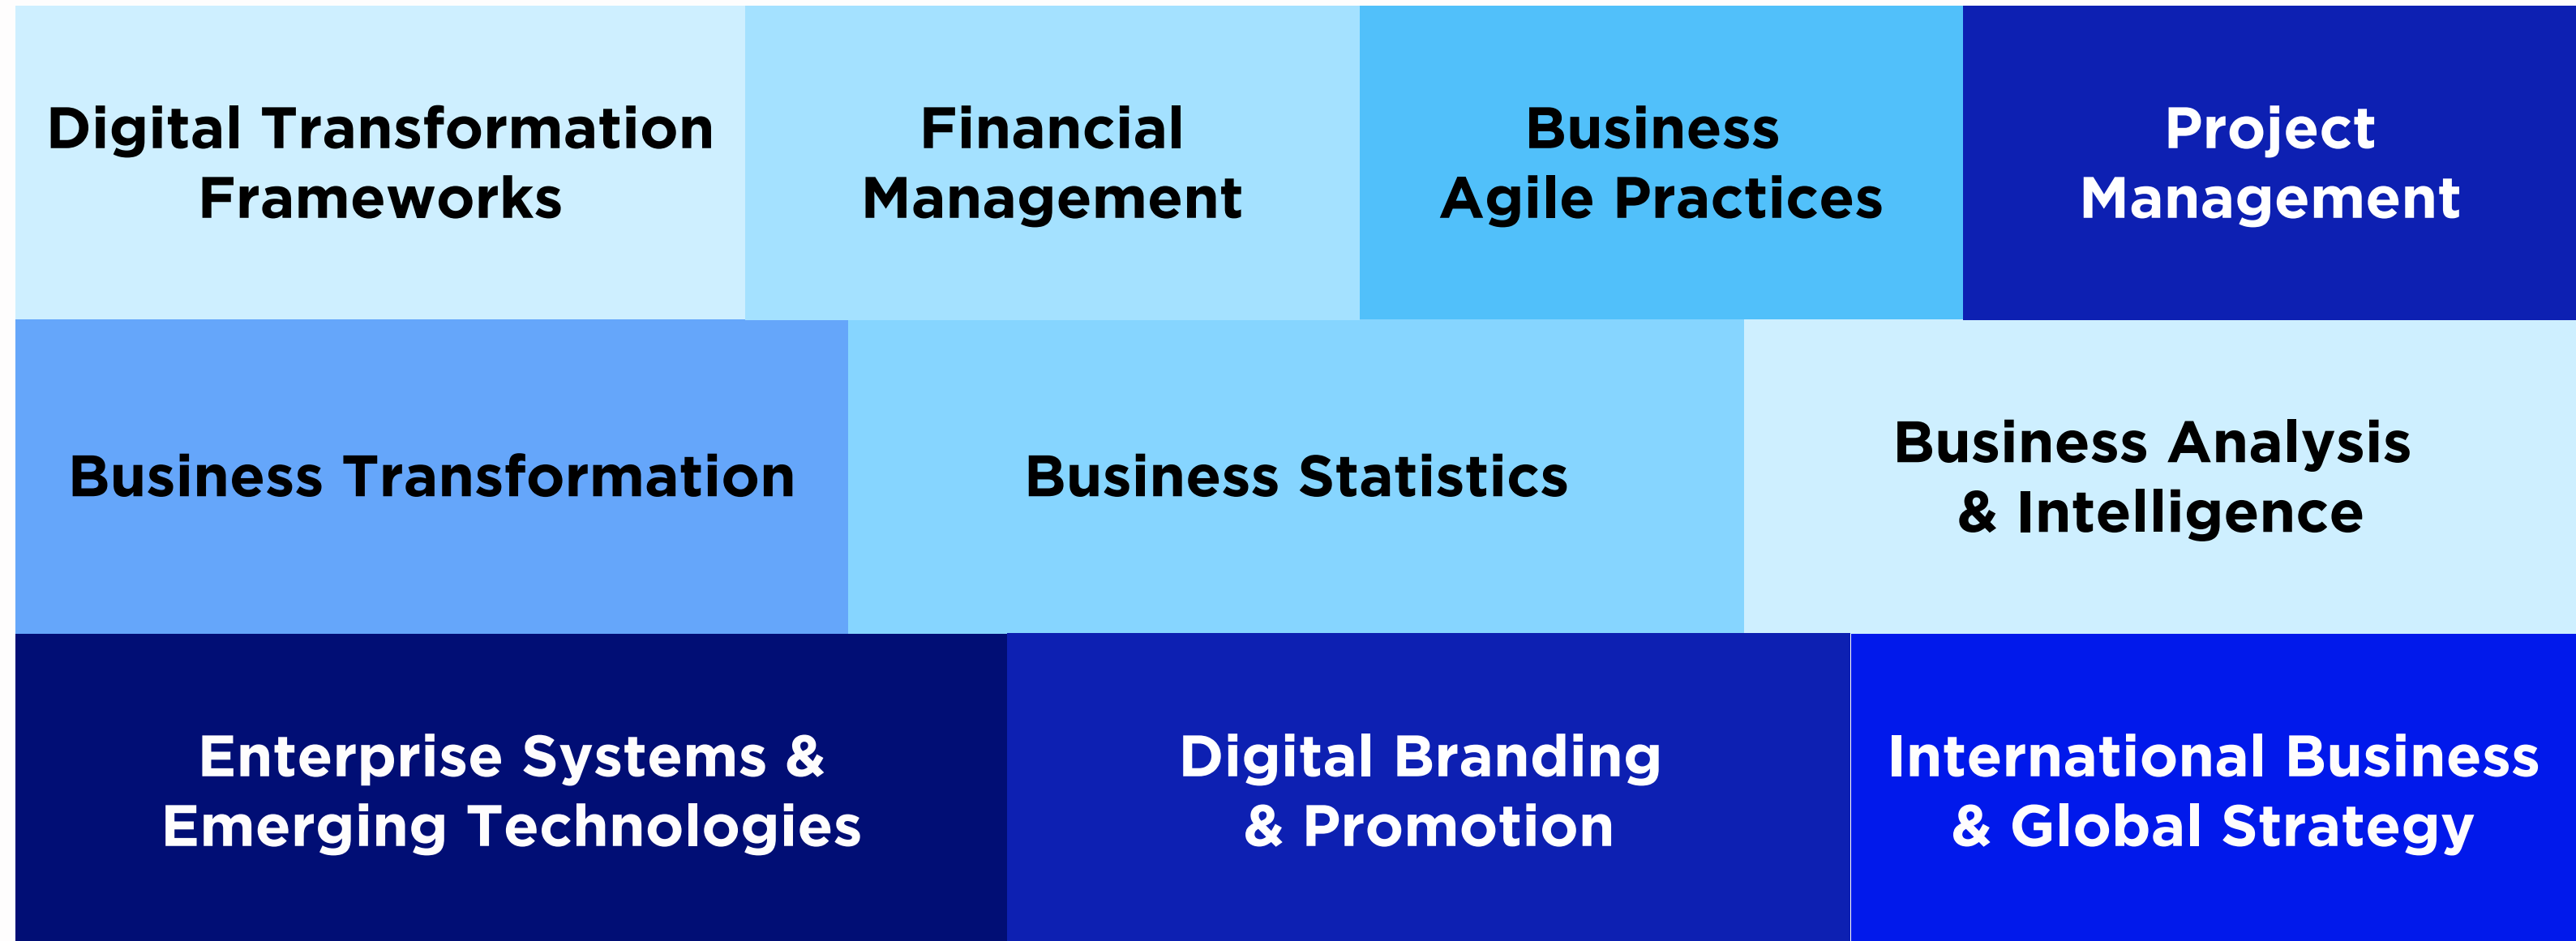 Digital Transformation
Frameworks
Financial
Management
Business
Agile Practices
Project
Management
Business Transformation
Business Statistics
Business Analysis
& Intelligence
Enterprise Systems &
Emerging Technologies
Digital Branding
& Promotion
International Business
& Global Strategy